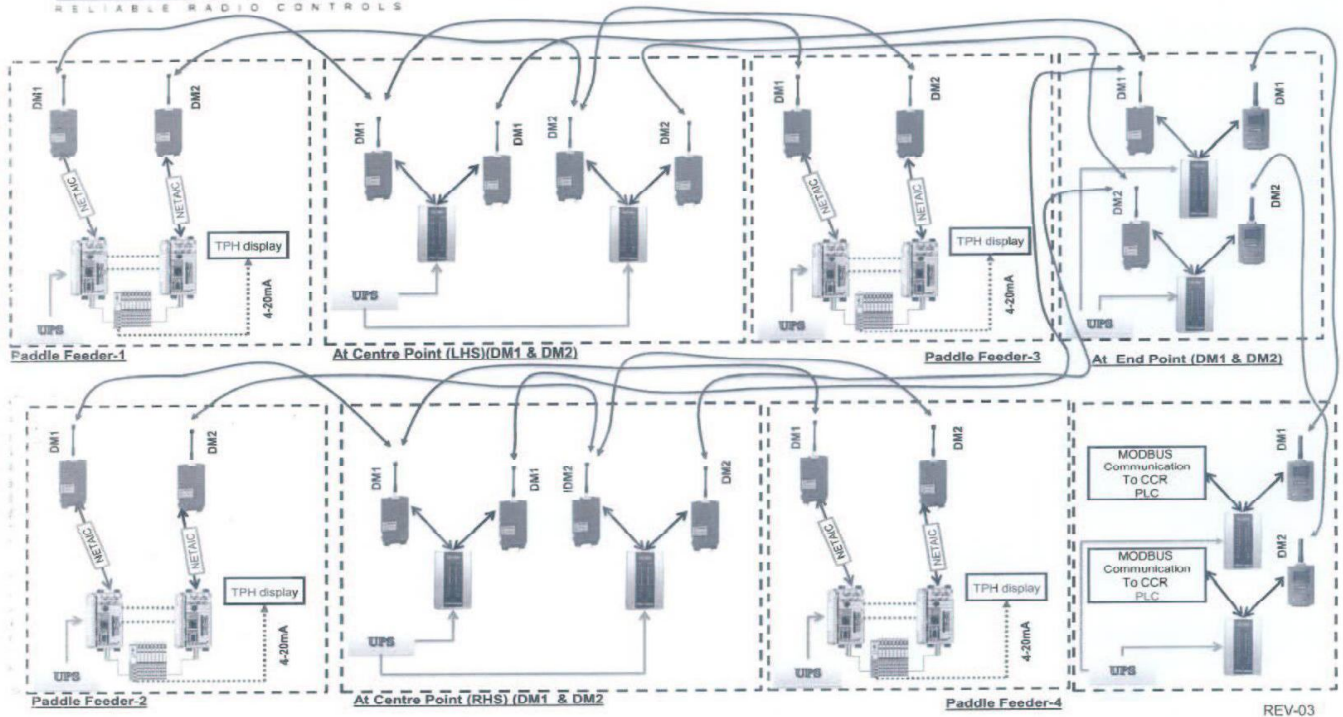 RELIABLE RADIO CONTROLS
DM1
DM2
NETAIC
NETAIC
TPH display
4-20mA
UPS
Paddle Feeder-1
DM1
DM1
DM2
DM2
UPS
At Centre Point (LHS)(DM1 & DM2)
DM1
DM2
NETAIC
NETAIC
TPH display
4-20mA
UPS
Paddle Feeder-3
DM1
DM1
DM2
DM2
UPS
At End Point (DM1 & DM2)
DM1
DM2
NETAIC
NETAIC
TPH display
4-20mA
UPS
Paddle Feeder-2
DM1
DM1
IDM2
DM2
UPS
At Centre Point (RHS) (DM1 & DM2
DM1
DM2
NETAIC
NETAIC
TPH display
4-20mA
UPS
Paddle Feeder-4
MODBUS
Communication
To CCR
PLC
DM1
MODBUS
Communication
To CCR
PLC
DM2
UPS
REV-03